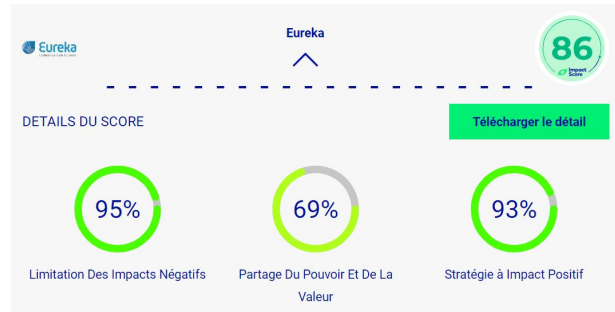 Eureka
Eureka
86
Impact
Score
DETAILS DU SCORE
Télécharger le détail
95%
69%
93%
Limitation Des Impacts Négatifs
Partage Du Pouvoir Et De La
Valeur
Stratégie à Impact Positif